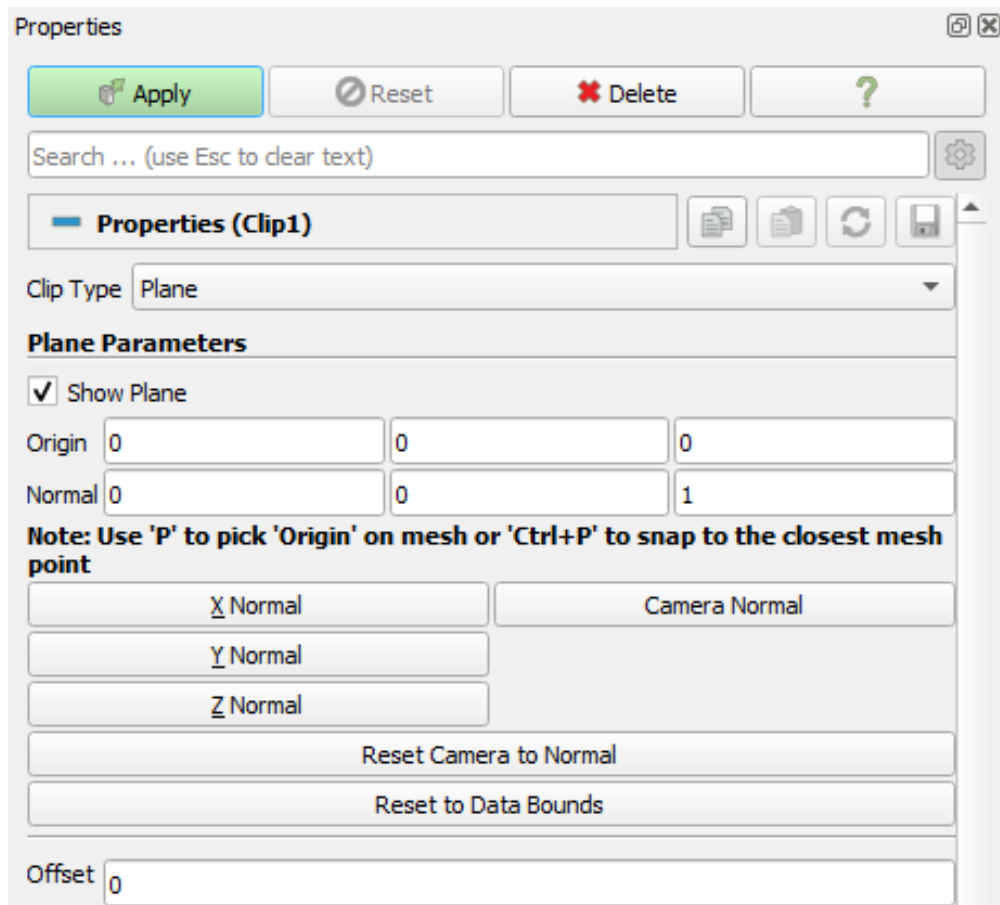 Properties
Apply Reset Delete ?
Search ... (use Esc to clear text)
Properties (Clip1)
Clip Type Plane
Plane Parameters
Show Plane
Origin 0 0 0
Normal 0 0 1
Note: Use 'P' to pick 'Origin' on mesh or 'Ctrl+P' to snap to the closest mesh
point
X Normal Camera Normal
Y Normal
Z Normal
Reset Camera to Normal
Reset to Data Bounds
Offset 0